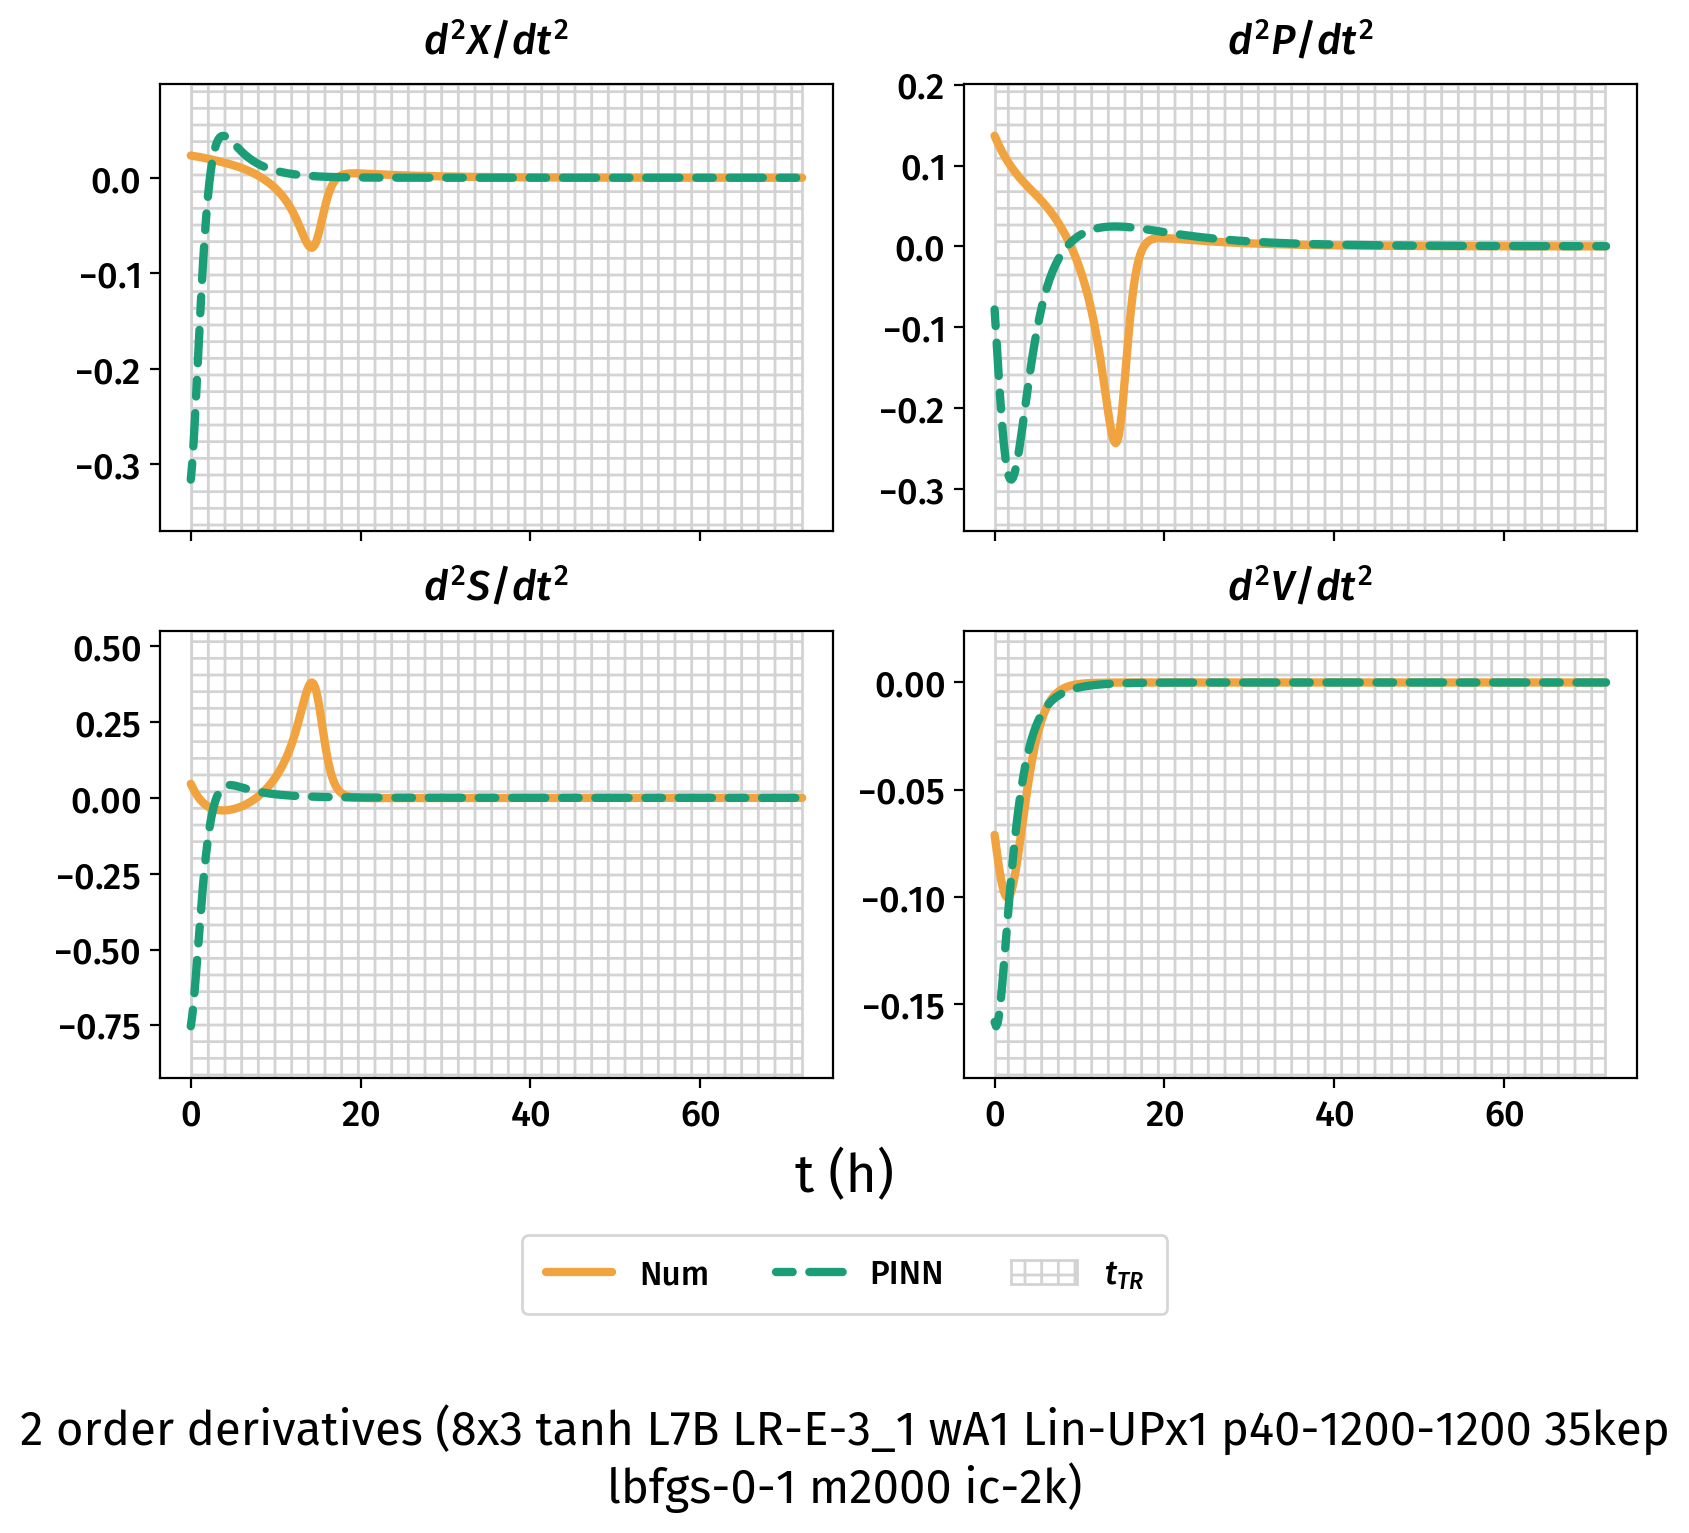 d²X/dt²
d²P/dt²
0.0
−0.1
−0.2
−0.3
0.2
0.1
0.0
−0.1
−0.2
−0.3
d²S/dt²
d²V/dt²
0.50
0.25
0.00
−0.25
−0.50
−0.75
0.00
−0.05
−0.10
−0.15
0 20 40 60
0 20 40 60
t (h)
Num PINN t_TR
2 order derivatives (8x3 tanh L7B LR-E-3_1 wA1 Lin-UPx1 p40-1200-1200 35kep
lbfgs-0-1 m2000 ic-2k)